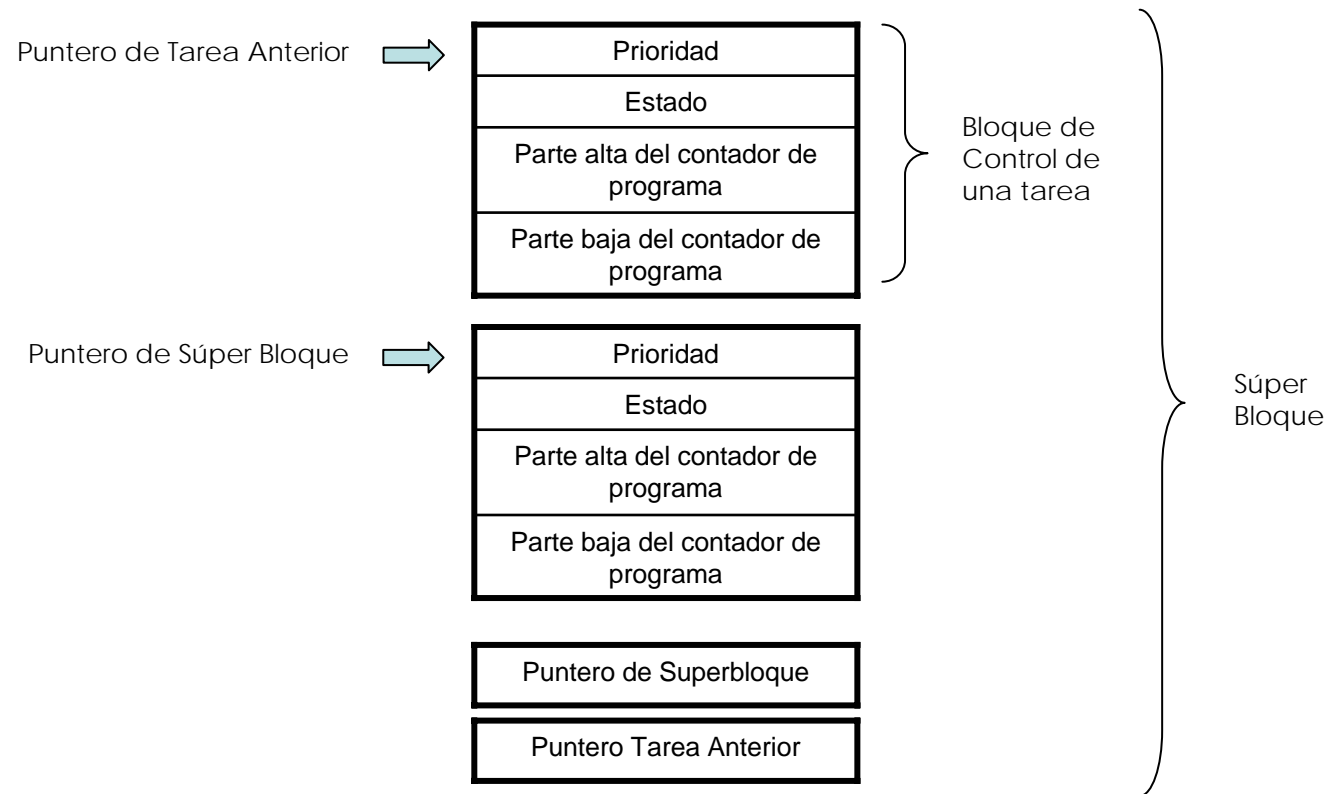 Puntero de Tarea Anterior
Prioridad
Estado
Parte alta del contador de
programa
Parte baja del contador de
programa
Bloque de
Control de
una tarea
Puntero de Súper Bloque
Prioridad
Estado
Parte alta del contador de
programa
Parte baja del contador de
programa
Súper
Bloque
Puntero de Superbloque
Puntero Tarea Anterior